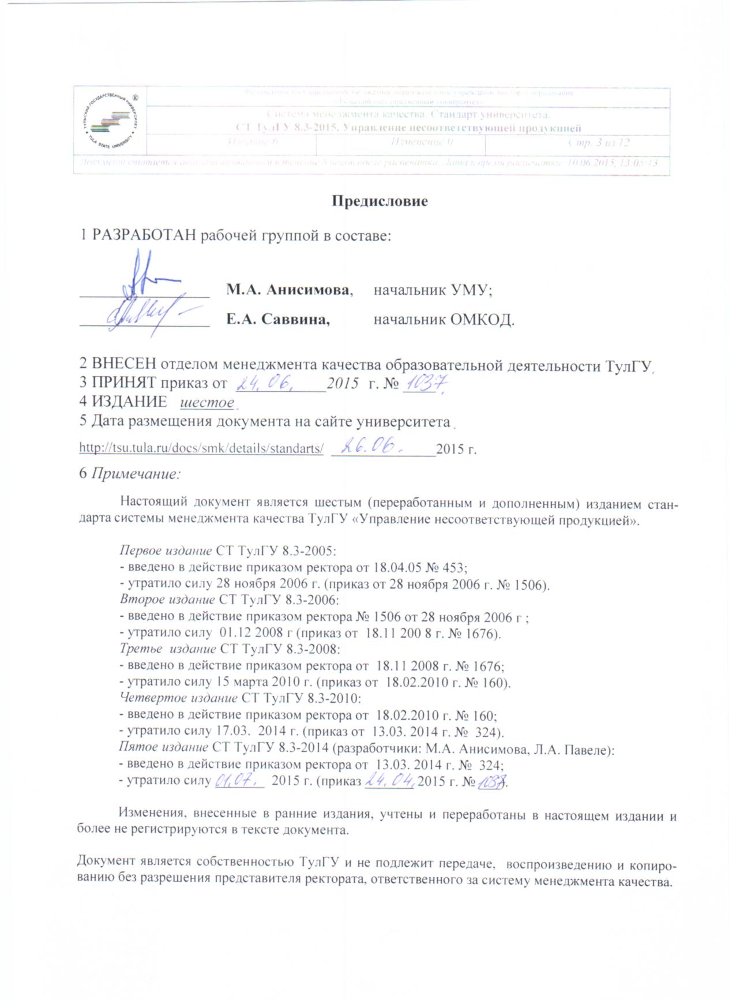 ТУЛЬСКИЙ ГОСУДАРСТВЕННЫЙ УНИВЕРСИТЕТ ®
TULA STATE UNIVERSITY
Федеральное государственное бюджетное образовательное учреждение высшего образования
«Тульский государственный университет»
Система менеджмента качества. Стандарт университета.
СТ ТулГУ 8.3-2015. Управление несоответствующей продукцией
Издание 6 Изменение 0 Стр. 3 из 12
Документ считается актуализированным в течение 8 часов после распечатки. Дата и время распечатки: 10.06.2015, 13:05:13
Предисловие
1 РАЗРАБОТАН рабочей группой в составе:
М.А. Анисимова, начальник УМУ;
Е.А. Саввина, начальник ОМКОД.
2 ВНЕСЕН отделом менеджмента качества образовательной деятельности ТулГУ.
3 ПРИНЯТ приказ от 24.06. 2015 г. № 1037.
4 ИЗДАНИЕ шестое.
5 Дата размещения документа на сайте университета.
http://tsu.tula.ru/docs/smk/details/standarts/ 26.06. 2015 г.
6 Примечание:
Настоящий документ является шестым (переработанным и дополненным) изданием стан-
дарта системы менеджмента качества ТулГУ «Управление несоответствующей продукцией».
Первое издание СТ ТулГУ 8.3-2005:
- введено в действие приказом ректора от 18.04.05 № 453;
- утратило силу 28 ноября 2006 г. (приказ от 28 ноября 2006 г. № 1506).
Второе издание СТ ТулГУ 8.3-2006:
- введено в действие приказом ректора № 1506 от 28 ноября 2006 г ;
- утратило силу 01.12 2008 г (приказ от 18.11 200 8 г. № 1676).
Третье издание СТ ТулГУ 8.3-2008:
- введено в действие приказом ректора от 18.11 2008 г. № 1676;
- утратило силу 15 марта 2010 г. (приказ от 18.02.2010 г. № 160).
Четвертое издание СТ ТулГУ 8.3-2010:
- введено в действие приказом ректора от 18.02.2010 г. № 160;
- утратило силу 17.03. 2014 г. (приказ от 13.03. 2014 г. № 324).
Пятое издание СТ ТулГУ 8.3-2014 (разработчики: М.А. Анисимова, Л.А. Павеле):
- введено в действие приказом ректора от 13.03. 2014 г. № 324;
- утратило силу 01.07. 2015 г. (приказ 24.04. 2015 г. № 1037).
Изменения, внесенные в ранние издания, учтены и переработаны в настоящем издании и
более не регистрируются в тексте документа.
Документ является собственностью ТулГУ и не подлежит передаче, воспроизведению и копиро-
ванию без разрешения представителя ректората, ответственного за систему менеджмента качества.